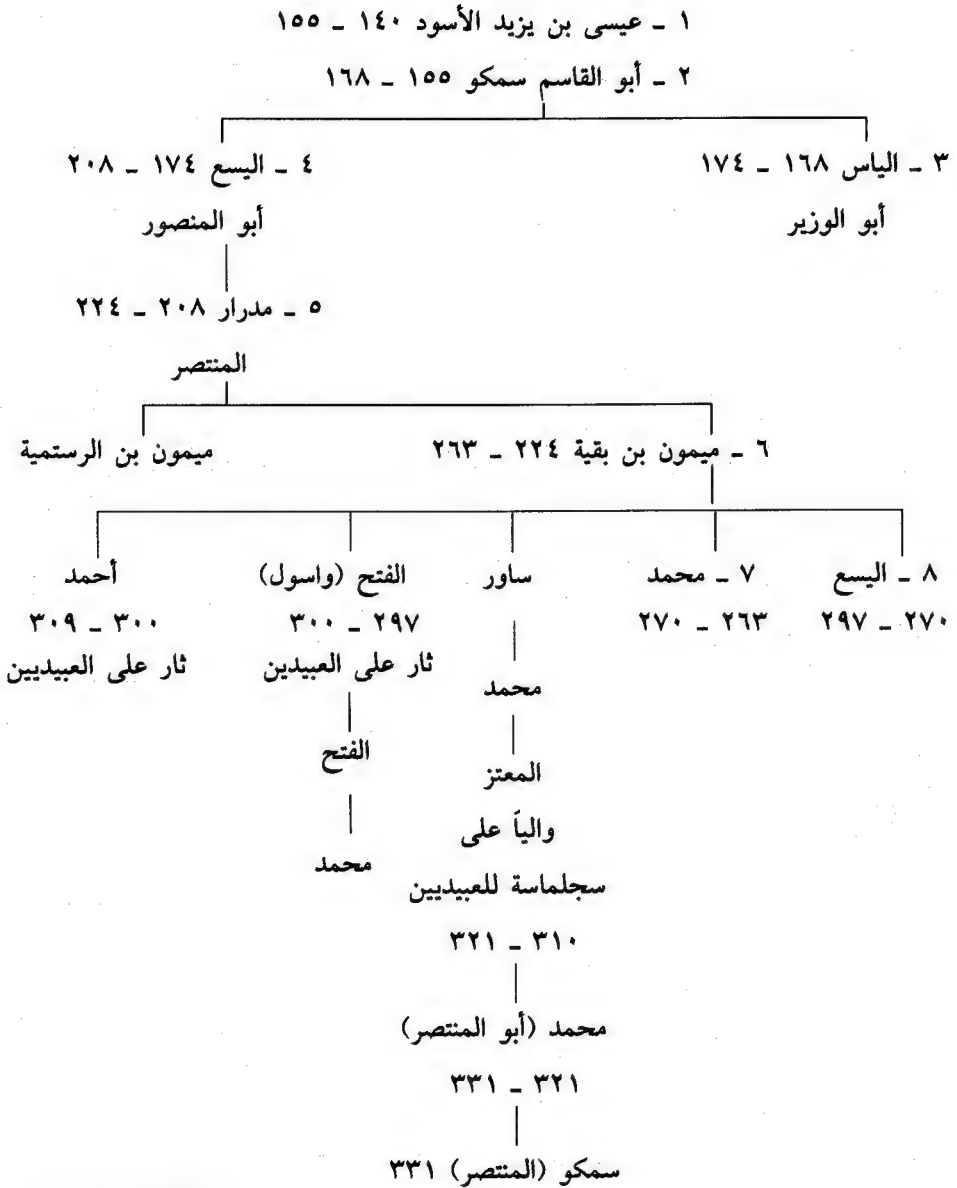 ١ ـ عيسى بن يزيد الأسود ١٤٠ ـ ١٥٥
٢ ـ أبو القاسم سمكو ١٥٥ ـ ١٦٨
٣ ـ الياس ١٦٨ ـ ١٧٤
أبو الوزير
٤ ـ اليسع ١٧٤ ـ ٢٠٨
أبو المنصور
٥ ـ مدرار ٢٠٨ ـ ٢٢٤
المنتصر
٦ ـ ميمون بن بقية ٢٢٤ ـ ٢٦٣
ميمون بن الرستمية
٨ ـ اليسع
٢٧٠ ـ ٢٩٧
٧ ـ محمد
٢٦٣ ـ ٢٧٠
ساور
محمد
المعتز
والياً على
سجلماسة للعبيديين
٣١٠ ـ ٣٢١
محمد (أبو المنتصر)
٣٢١ ـ ٣٣١
سمكو (المنتصر) ٣٣١
الفتح (واسول)
٢٩٧ ـ ٣٠٠
ثار على العبيدين
الفتح
محمد
أحمد
٣٠٠ ـ ٣٠٩
ثار على العبيديين